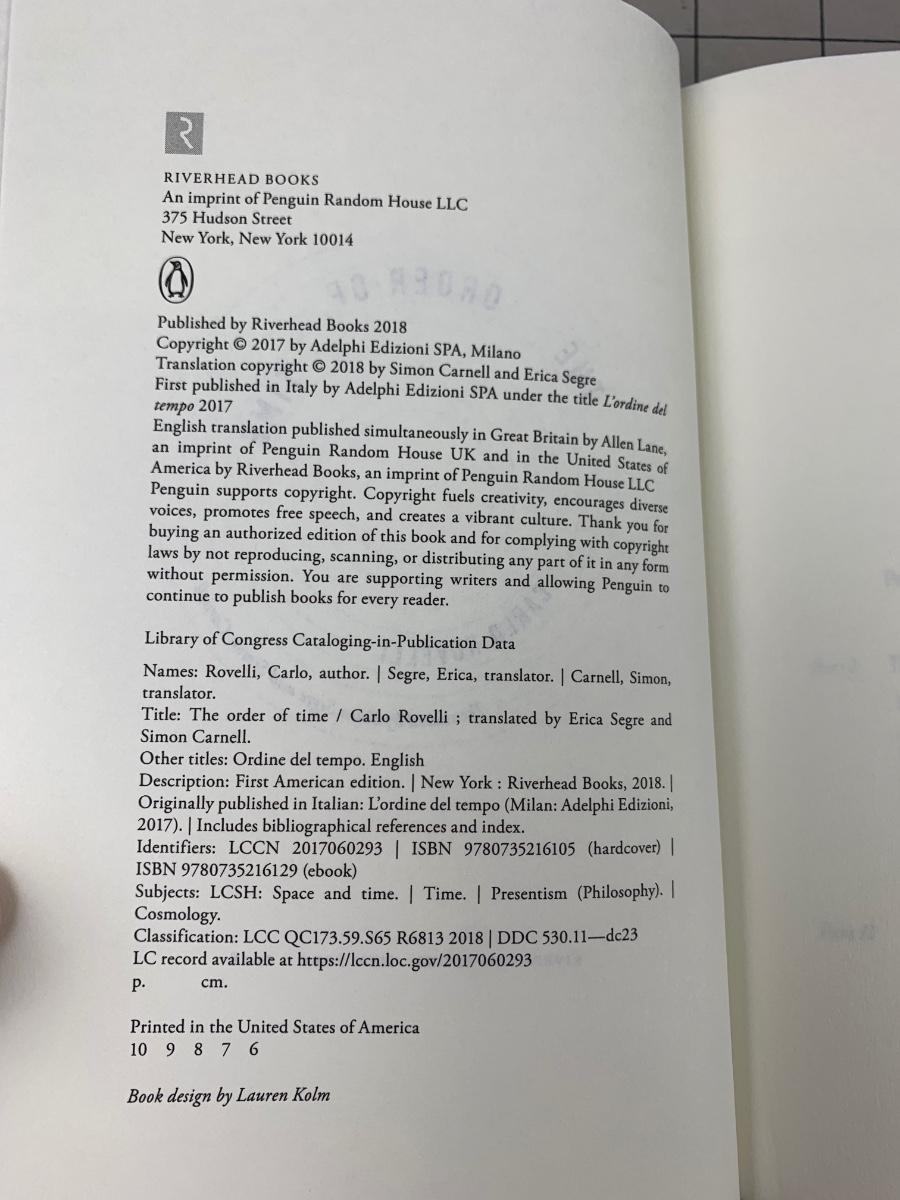 RIVERHEAD BOOKS
An imprint of Penguin Random House LLC
375 Hudson Street
New York, New York 10014
Published by Riverhead Books 2018
Copyright © 2017 by Adelphi Edizioni SPA, Milano
Translation copyright © 2018 by Simon Carnell and Erica Segre
First published in Italy by Adelphi Edizioni SPA under the title L'ordine del
tempo 2017
English translation published simultaneously in Great Britain by Allen Lane,
an imprint of Penguin Random House UK and in the United States of
America by Riverhead Books, an imprint of Penguin Random House LLC
Penguin supports copyright. Copyright fuels creativity, encourages diverse
voices, promotes free speech, and creates a vibrant culture. Thank you for
buying an authorized edition of this book and for complying with copyright
laws by not reproducing, scanning, or distributing any part of it in any form
without permission. You are supporting writers and allowing Penguin to
continue to publish books for every reader.
Library of Congress Cataloging-in-Publication Data
Names: Rovelli, Carlo, author. | Segre, Erica, translator. | Carnell, Simon,
translator.
Title: The order of time / Carlo Rovelli ; translated by Erica Segre and
Simon Carnell.
Other titles: Ordine del tempo. English
Description: First American edition. | New York : Riverhead Books, 2018. |
Originally published in Italian: L'ordine del tempo (Milan: Adelphi Edizioni,
2017). | Includes bibliographical references and index.
Identifiers: LCCN 2017060293 | ISBN 9780735216105 (hardcover) |
ISBN 9780735216129 (ebook)
Subjects: LCSH: Space and time. | Time. | Presentism (Philosophy). |
Cosmology.
Classification: LCC QC173.59.S65 R6813 2018 | DDC 530.11—dc23
LC record available at https://lccn.loc.gov/2017060293
p. cm.
Printed in the United States of America
10 9 8 7 6
Book design by Lauren Kolm